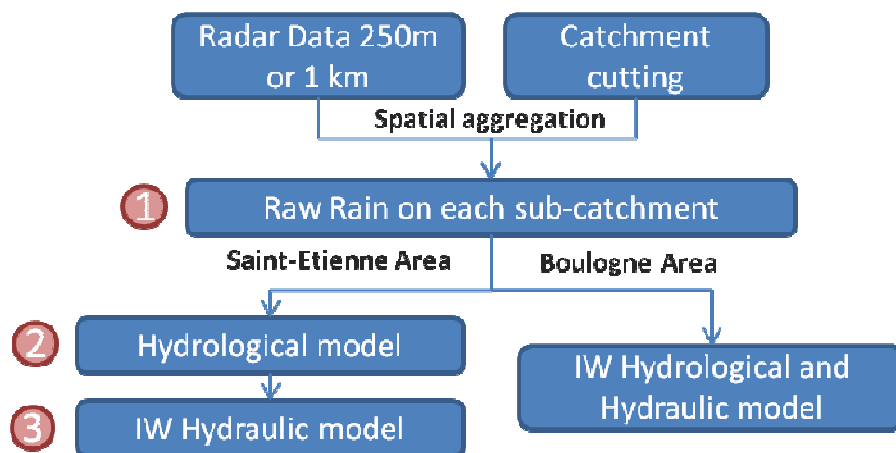 Radar Data 250m
or 1 km
Catchment
cutting
Spatial aggregation
1
Raw Rain on each sub-catchment
Saint-Etienne Area
Boulogne Area
2
Hydrological model
IW Hydrological and
Hydraulic model
3
IW Hydraulic model